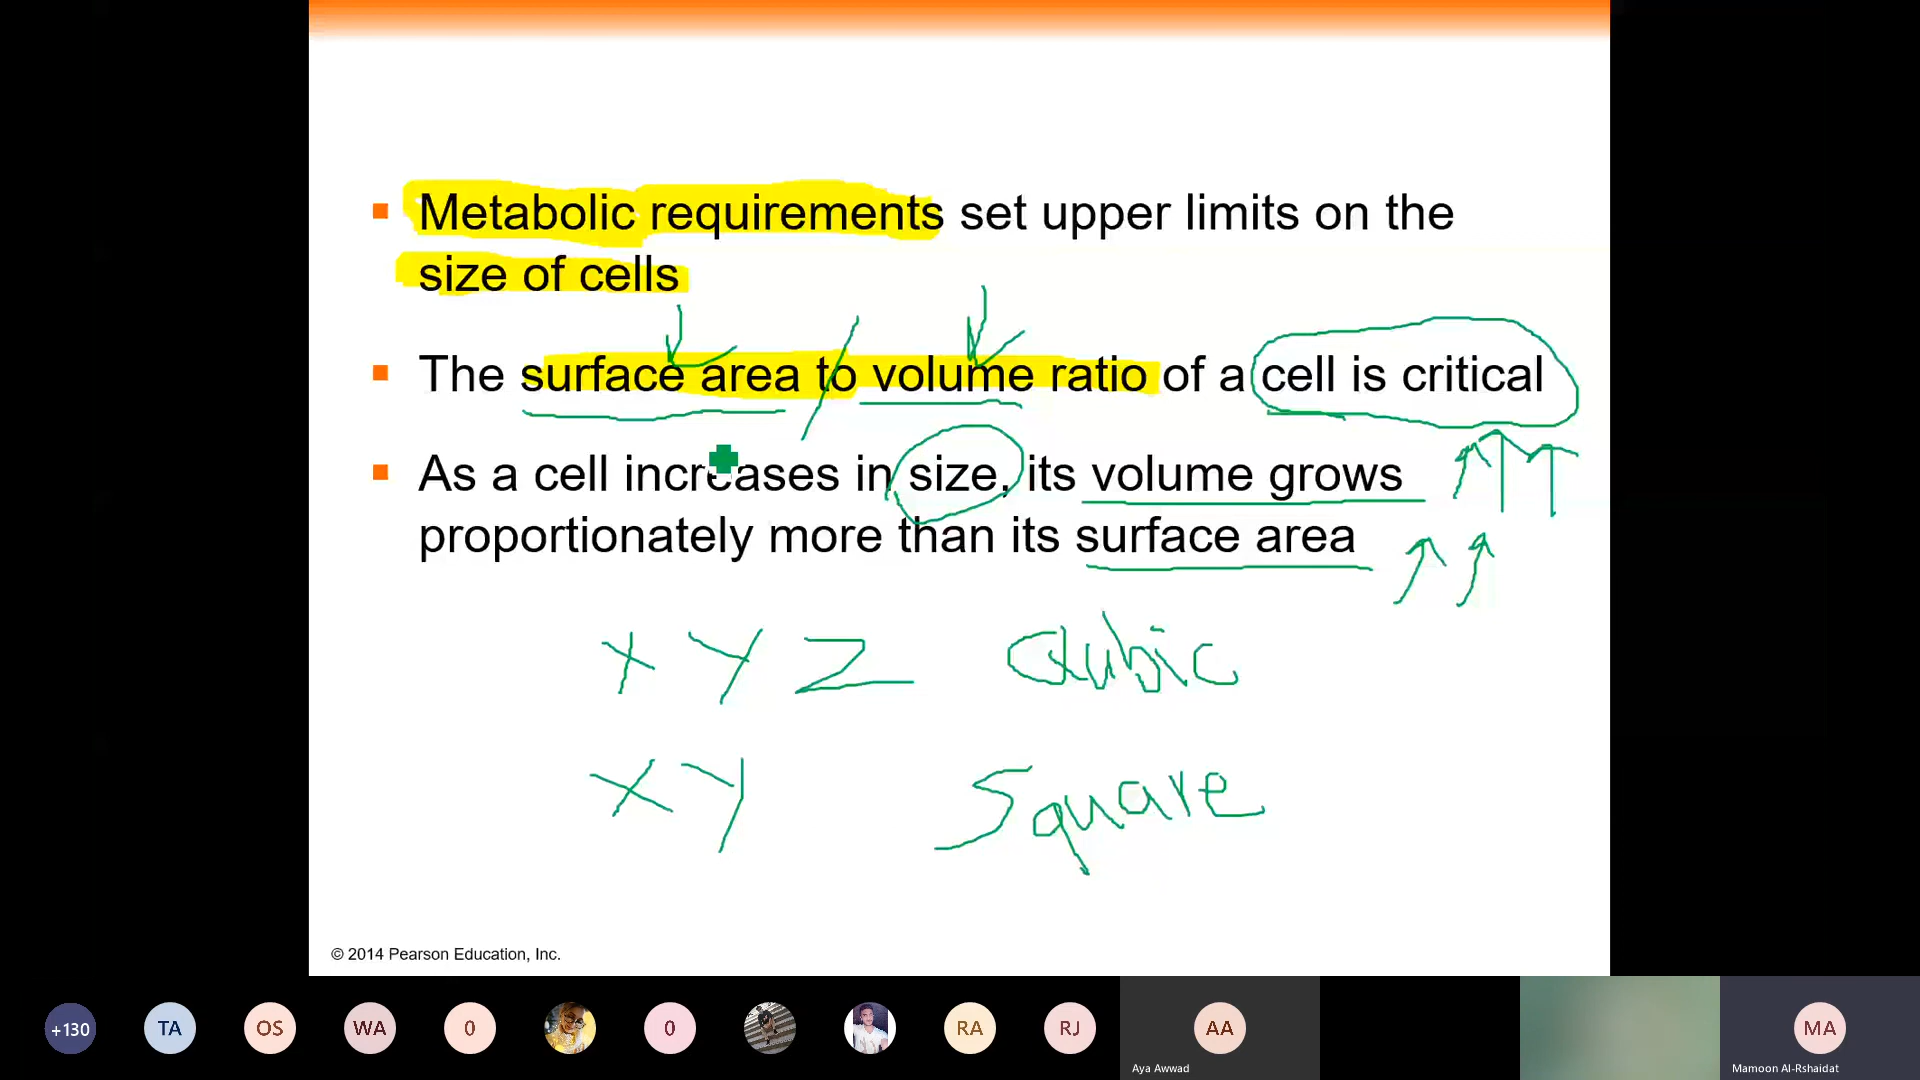 Metabolic requirements set upper limits on the
size of cells
The surface area to volume ratio of a cell is critical
As a cell increases in size, its volume grows
proportionately more than its surface area
X Y Z Qubic
X Y Square
© 2014 Pearson Education, Inc.
+130 TA OS WA 0 0 RA RJ AA MA
Aya Awwad Mamoon Al-Rshaidat